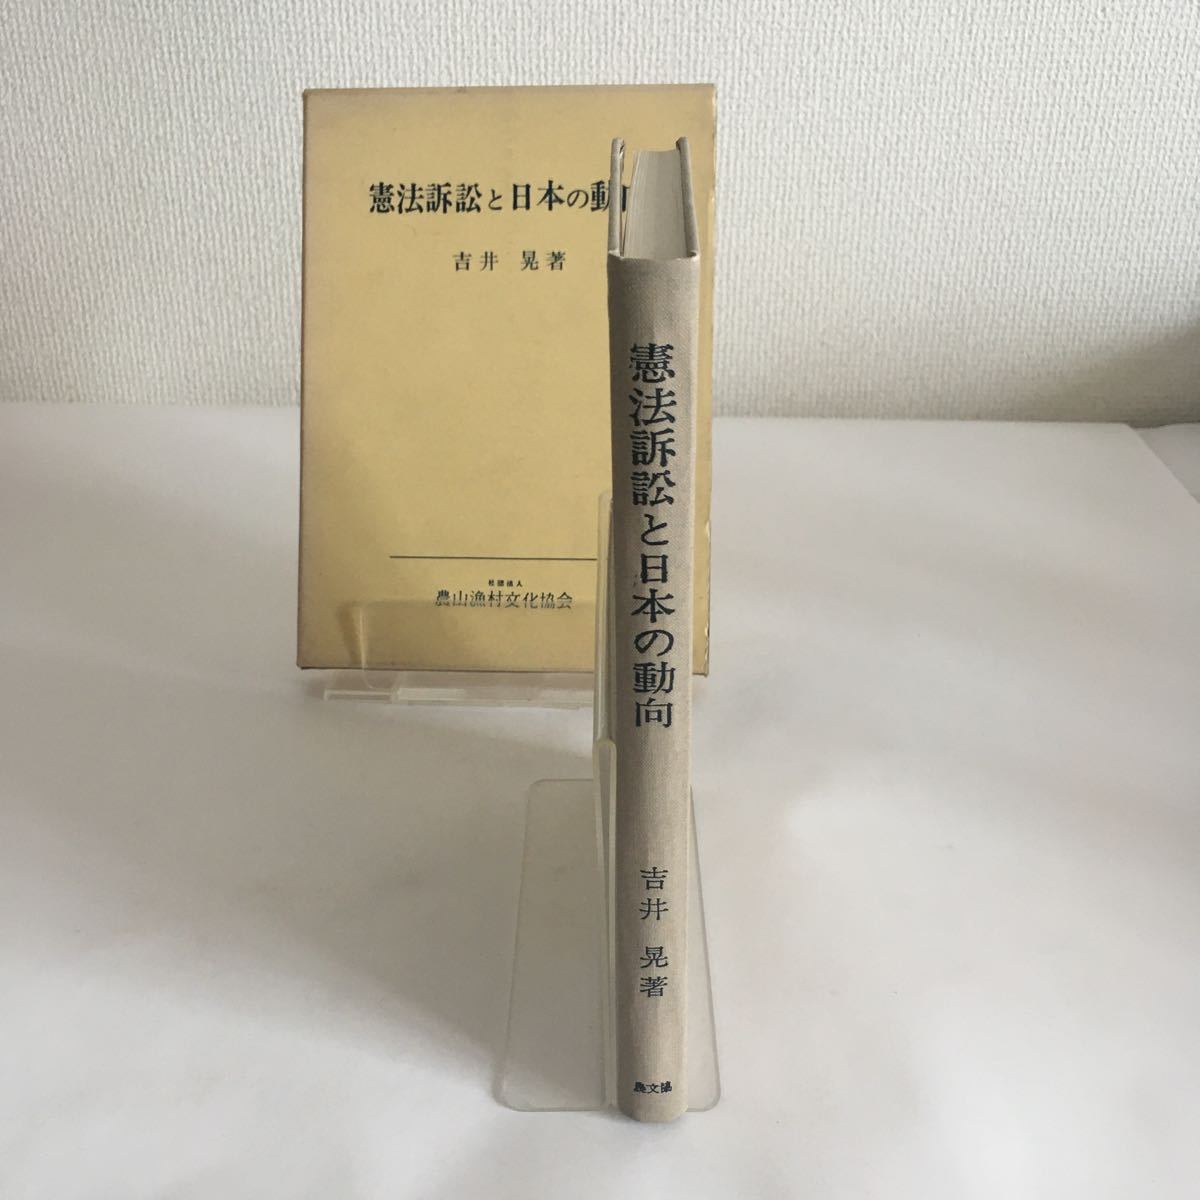 憲法訴訟と日本の動向
吉井 晃著
社団法人
農山漁村文化協会
憲法訴訟と日本の動向
吉井 晃著
農文協